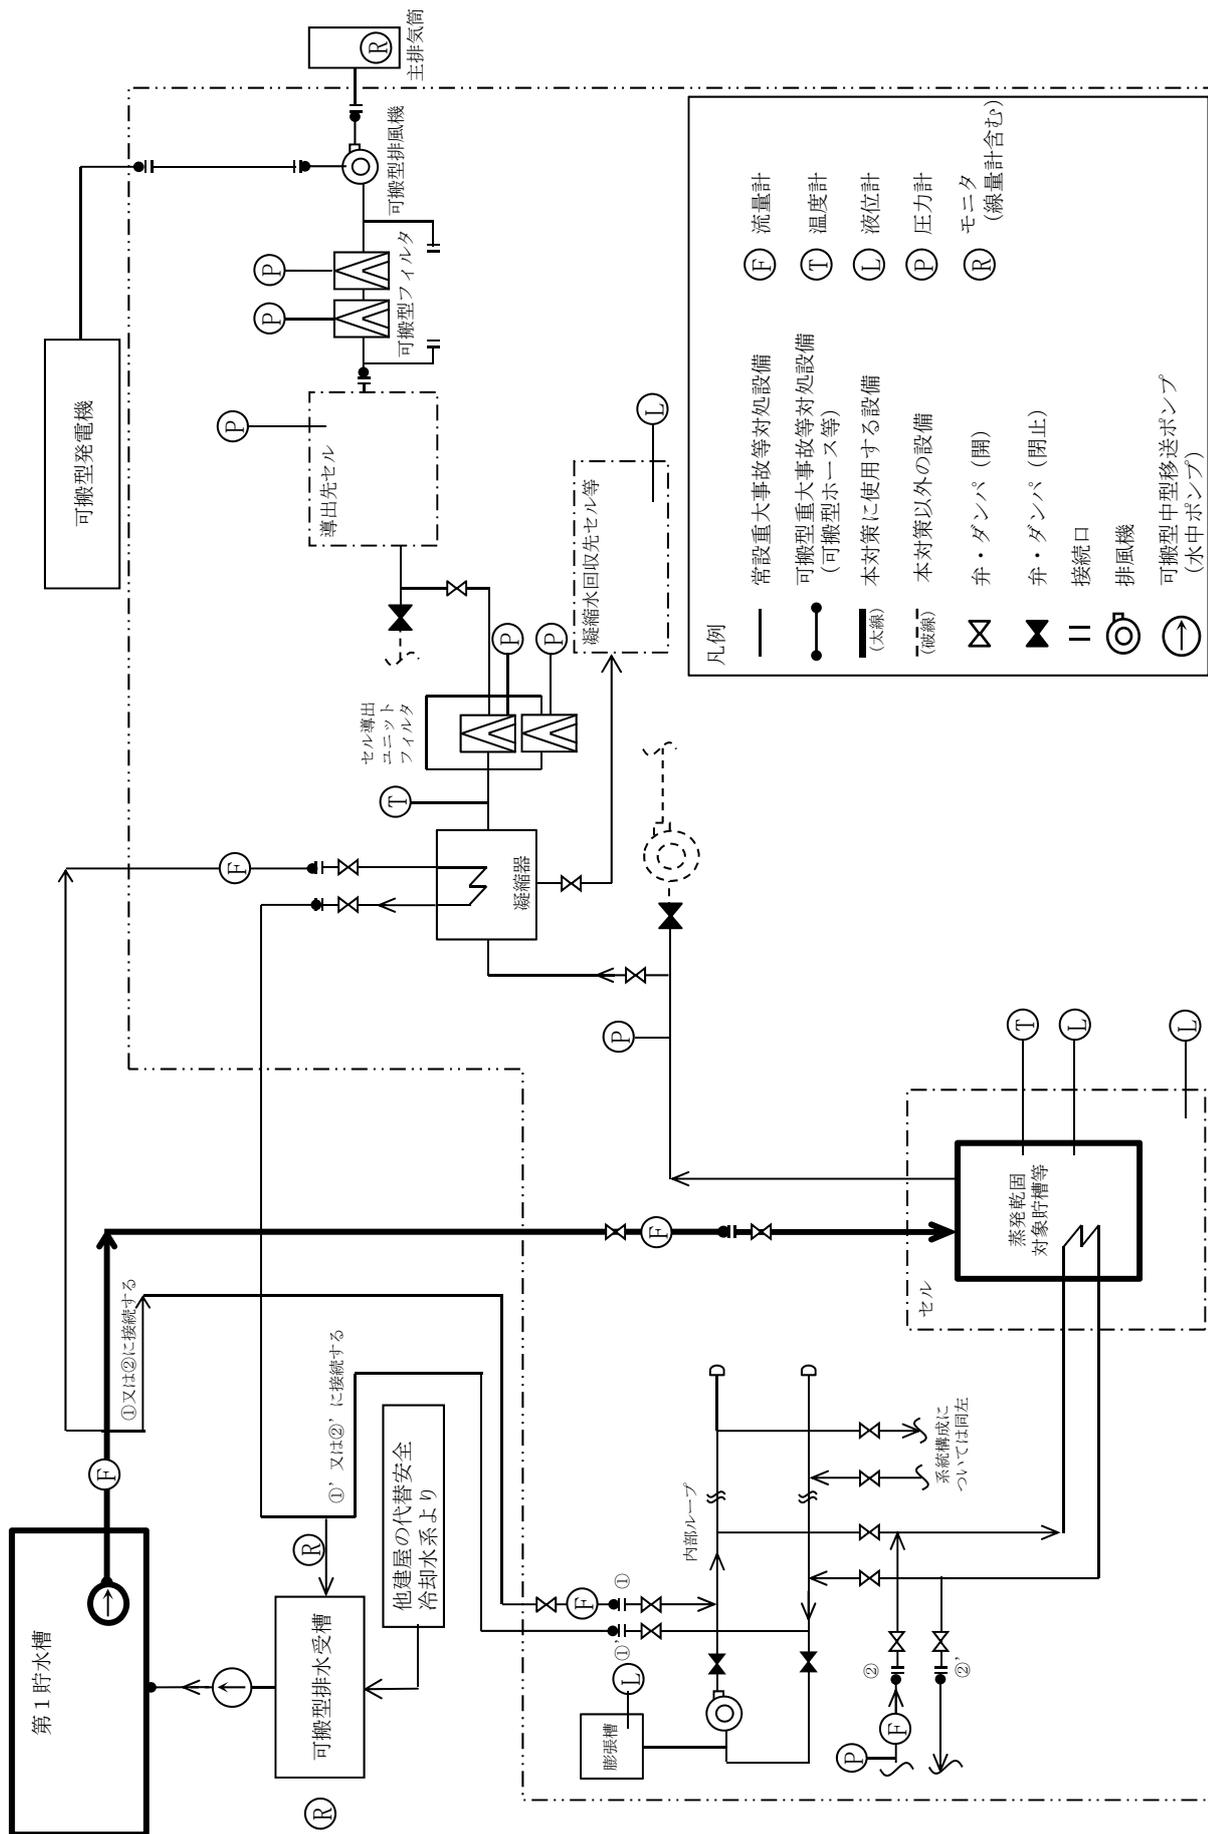 第1貯水槽
可搬型排水受槽
他建屋の代替安全
冷却水系より
可搬型発電機
主排気筒
R
可搬型排風機
可搬型フィルタ
P
P
導出先セル
P
凝縮水回収先セル等
L
セル導出
ユニット
フィルタ
P
P
T
凝縮器
F
P
F
①又は②に接続する
①’又は②’に接続する
R
R
F
蒸発乾固
対象貯槽等
セル
T
L
L
内部ループ
系統構成に
ついては同左
F
①
①’
L
膨張槽
②
②’
F
P
凡例
常設重大事故等対処設備
可搬型重大事故等対処設備
(可搬型ホース等)
(太線)
本対策に使用する設備
(破線)
本対策以外の設備
弁・ダンパ(開)
弁・ダンパ(閉止)
接続口
排風機
可搬型中型移送ポンプ
(水中ポンプ)
F 流量計
T 温度計
L 液位計
P 圧力計
R モニタ
(線量計含む)